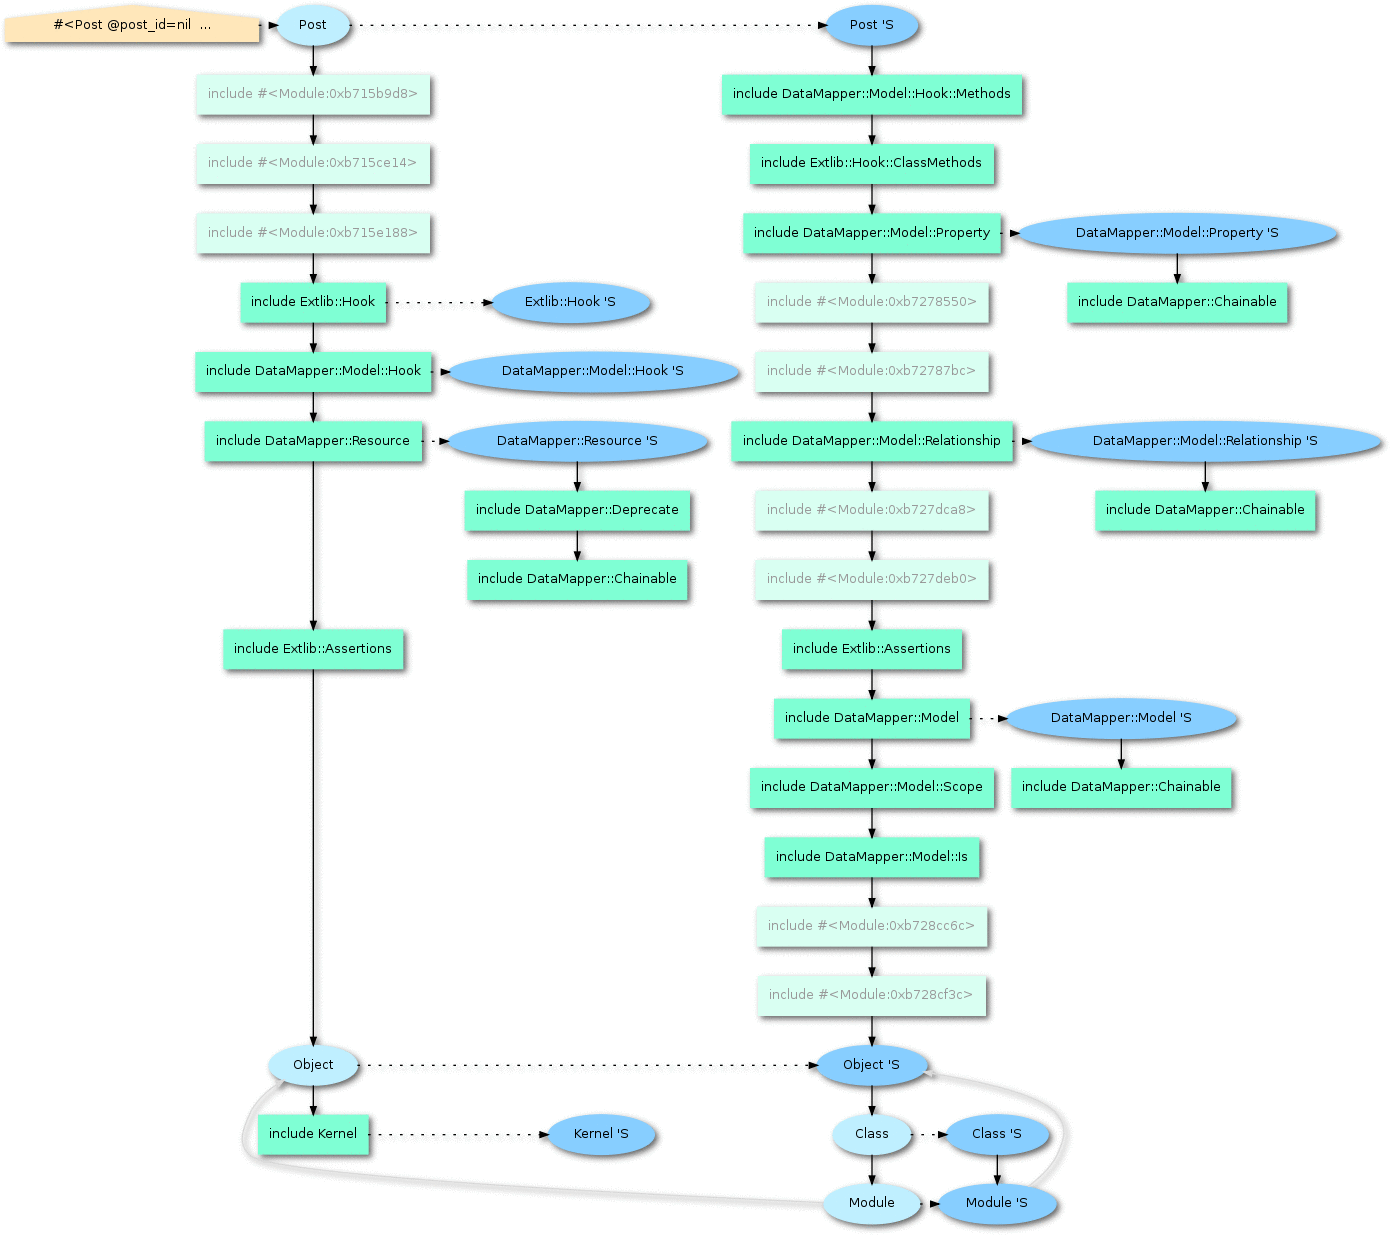 #<Post @post_id=nil  ...
Post
Post 'S
include #<Module:0xb715b9d8>
include DataMapper::Model::Hook::Methods
include #<Module:0xb715ce14>
include Extlib::Hook::ClassMethods
include #<Module:0xb715e188>
include DataMapper::Model::Property
DataMapper::Model::Property 'S
include Extlib::Hook
Extlib::Hook 'S
include #<Module:0xb7278550>
include DataMapper::Chainable
include DataMapper::Model::Hook
DataMapper::Model::Hook 'S
include #<Module:0xb72787bc>
include DataMapper::Resource
DataMapper::Resource 'S
include DataMapper::Model::Relationship
DataMapper::Model::Relationship 'S
include DataMapper::Deprecate
include #<Module:0xb727dca8>
include DataMapper::Chainable
include DataMapper::Chainable
include #<Module:0xb727deb0>
include Extlib::Assertions
include Extlib::Assertions
include DataMapper::Model
DataMapper::Model 'S
include DataMapper::Model::Scope
include DataMapper::Chainable
include DataMapper::Model::Is
include #<Module:0xb728cc6c>
include #<Module:0xb728cf3c>
Object
Object 'S
include Kernel
Kernel 'S
Class
Class 'S
Module
Module 'S